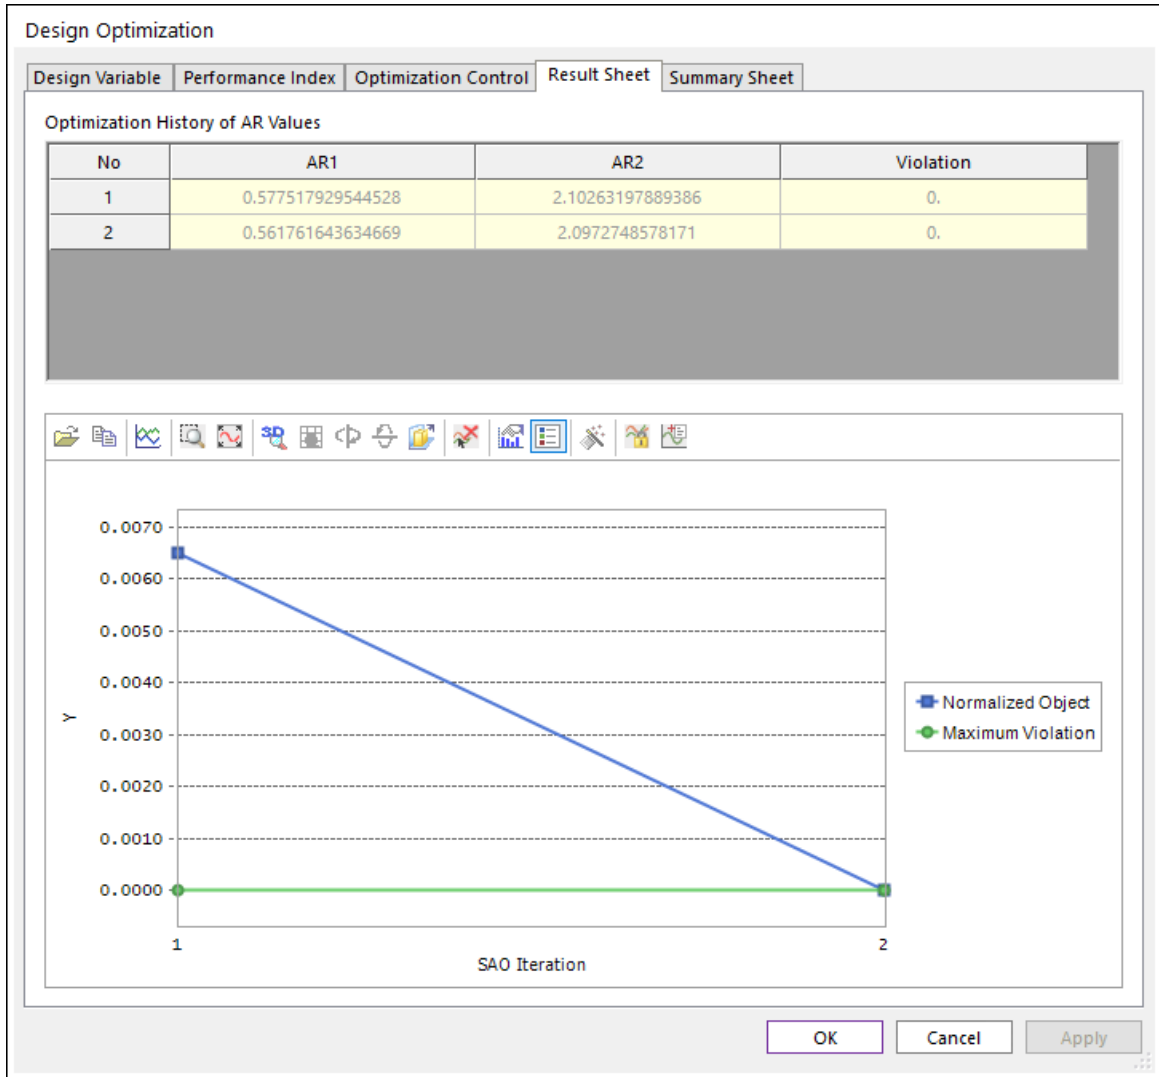 Design Optimization
Design Variable Performance Index Optimization Control Result Sheet Summary Sheet
Optimization History of AR Values
No AR1 AR2 Violation
1 0.577517929544528 2.10263197889386 0.
2 0.561761643634669 2.0972748578171 0.
3D
0.0070
0.0060
0.0050
0.0040
0.0030
0.0020
0.0010
0.0000
Y
1 2
SAO Iteration
Normalized Object
Maximum Violation
OK Cancel Apply